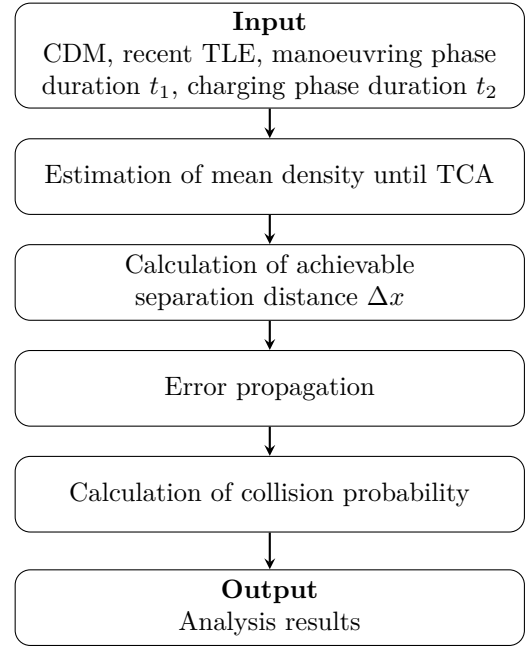 Input
CDM, recent TLE, manoeuvring phase
duration t₁, charging phase duration t₂
Estimation of mean density until TCA
Calculation of achievable
separation distance Δx
Error propagation
Calculation of collision probability
Output
Analysis results